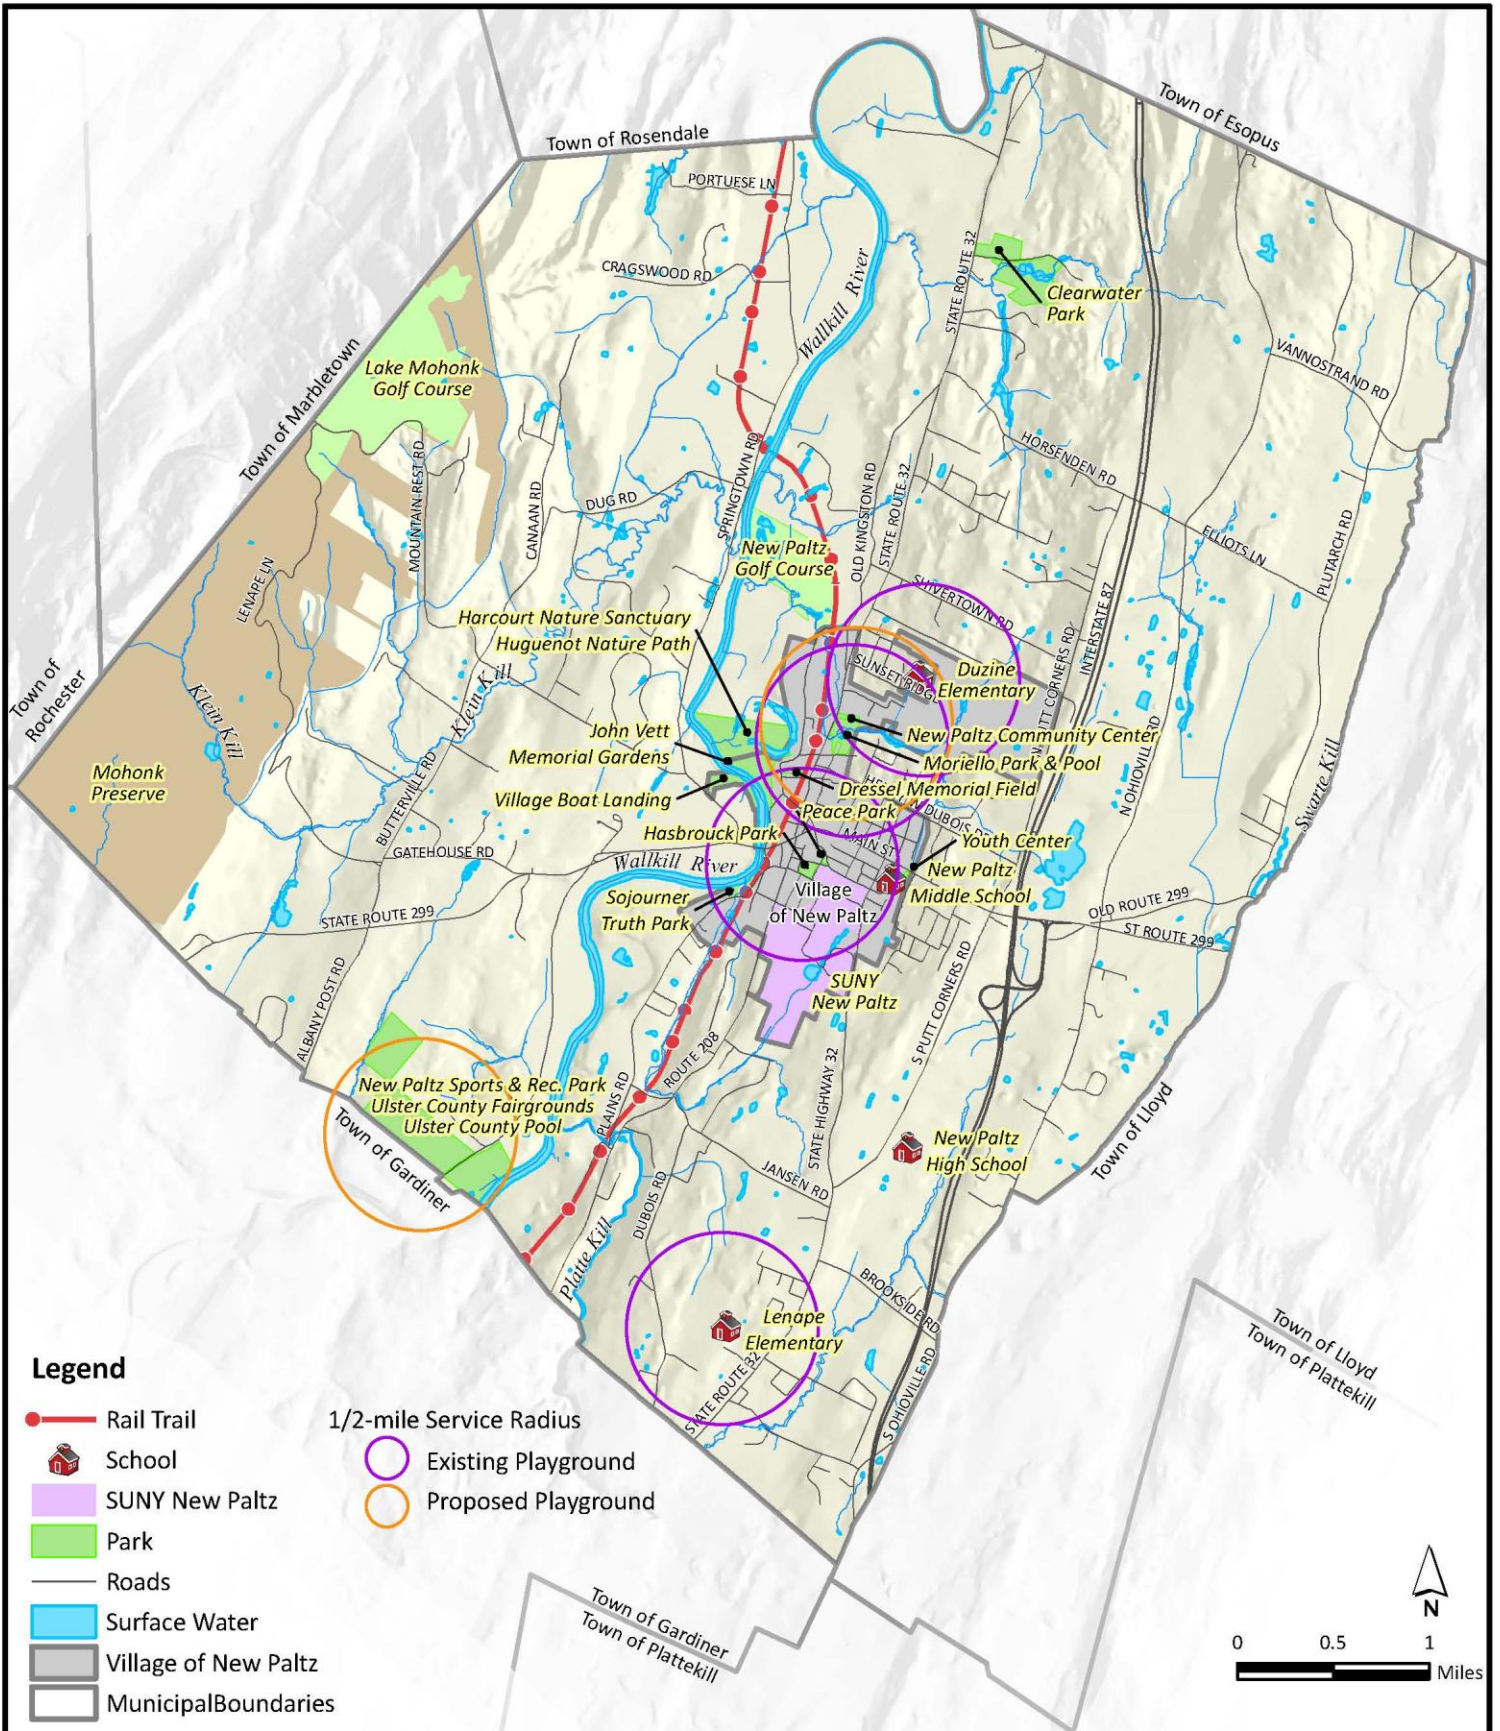 Town of Esopus
Town of Rosendale
PORTUESE LN
STATE ROUTE 32
CRAGSWOOD RD
Wallkill River
Clearwater
Park
VANNOSTRAND RD
Town of Marbletown
Lake Mohonk
Golf Course
HORSENDEN RD
SPRINGTOWN RD
MOUNTAIN REST RD
CANAAN RD
DUG RD
OLD KINGSTON RD
STATE ROUTE 32
ELLIOTS LN
PLUTARCH RD
New Paltz
Golf Course
LENAPE LN
SHIVERTOWN RD
INTERSTATE 87
Harcourt Nature Sanctuary
Huguenot Nature Path
SUNSET RIDGE
Duzine
Elementary
PUTT CORNERS RD
Town of
Rochester
Klein Kill
Klein Kill
John Vett
Memorial Gardens
New Paltz Community Center
Moriello Park & Pool
N OHIOVILLE RD
Swarte Kill
Mohonk
Preserve
Village Boat Landing
Dressel Memorial Field
Peace Park
DUBOIS RD
BUTTERVILLE RD
Hasbrouck Park
MAIN ST
Youth Center
GATEHOUSE RD
Wallkill River
New Paltz
Middle School
Village
of New Paltz
Sojourner
Truth Park
STATE ROUTE 299
OLD ROUTE 299
ST ROUTE 299
ALBANY POST RD
SUNY
New Paltz
S PUTT CORNERS RD
ROUTE 208
PLAINS RD
STATE HIGHWAY 32
New Paltz Sports & Rec. Park
Ulster County Fairgrounds
Ulster County Pool
Town of Gardiner
Town of Lloyd
New Paltz
High School
JANSEN RD
DUBOIS RD
Platte Kill
BROOKSIDE RD
Lenape
Elementary
STATE ROUTE 32
S OHIOVILLE RD
Town of Lloyd
Town of Plattekill
Legend
Rail Trail
School
SUNY New Paltz
Park
Roads
Surface Water
Village of New Paltz
MunicipalBoundaries
1/2-mile Service Radius
Existing Playground
Proposed Playground
Town of Gardiner
Town of Plattekill
N
0 0.5 1
Miles